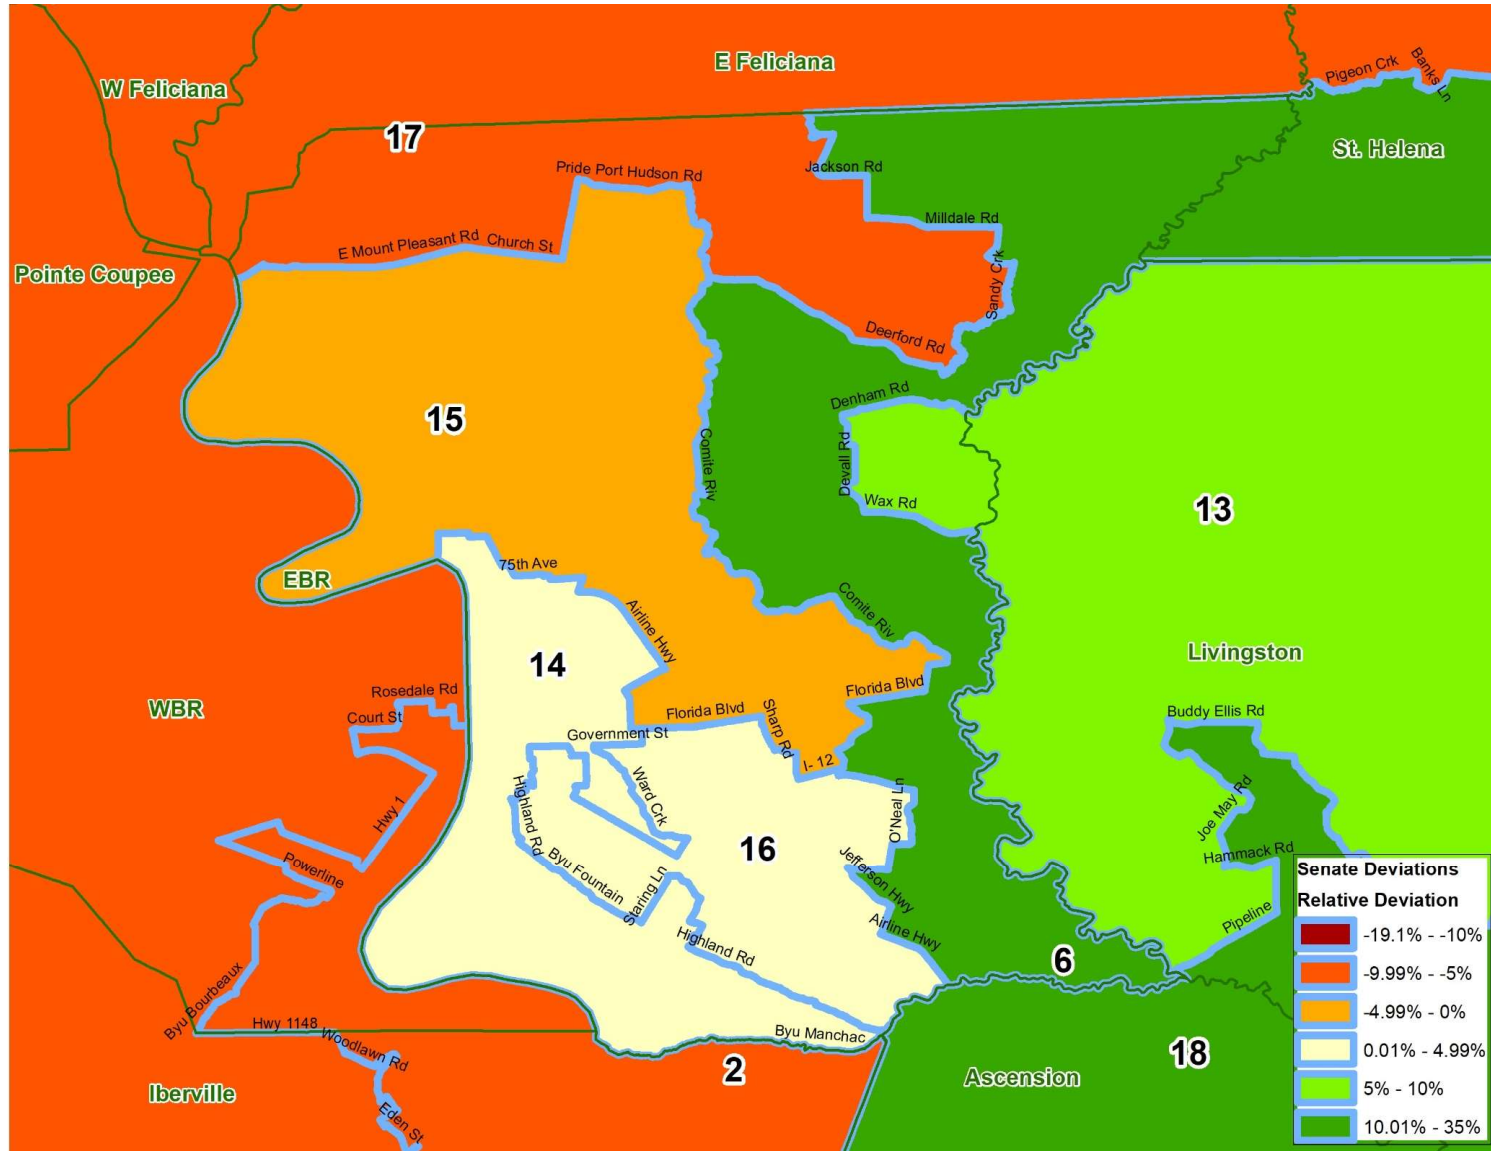 E Feliciana
Pigeon Crk
Banks Ln
W Feliciana
17
St. Helena
Jackson Rd
Pride Port Hudson Rd
Milldale Rd
E Mount Pleasant Rd
Church St
Pointe Coupee
Sandy Crk
Deerford Rd
Denham Rd
15
Comite Riv
Devall Rd
Wax Rd
13
75th Ave
EBR
Airline Hwy
Comite Riv
14
Livingston
Rosedale Rd
Florida Blvd
WBR
Court St
Florida Blvd
Sharp Rd
Buddy Ellis Rd
Government St
I- 12
Highland Rd
Ward Crk
O'Neal Ln
Joe May Rd
Hwy 1
16
Hammack Rd
Powerline
Byu Fountain
Staring Ln
Jefferson Hwy
Airline Hwy
Pipeline
Highland Rd
6
Byu Bourbeaux
Hwy 1148
Woodlawn Rd
Byu Manchac
2
18
Ascension
Iberville
Eden St
Senate Deviations
Relative Deviation
-19.1% - -10%
-9.99% - -5%
-4.99% - 0%
0.01% - 4.99%
5% - 10%
10.01% - 35%